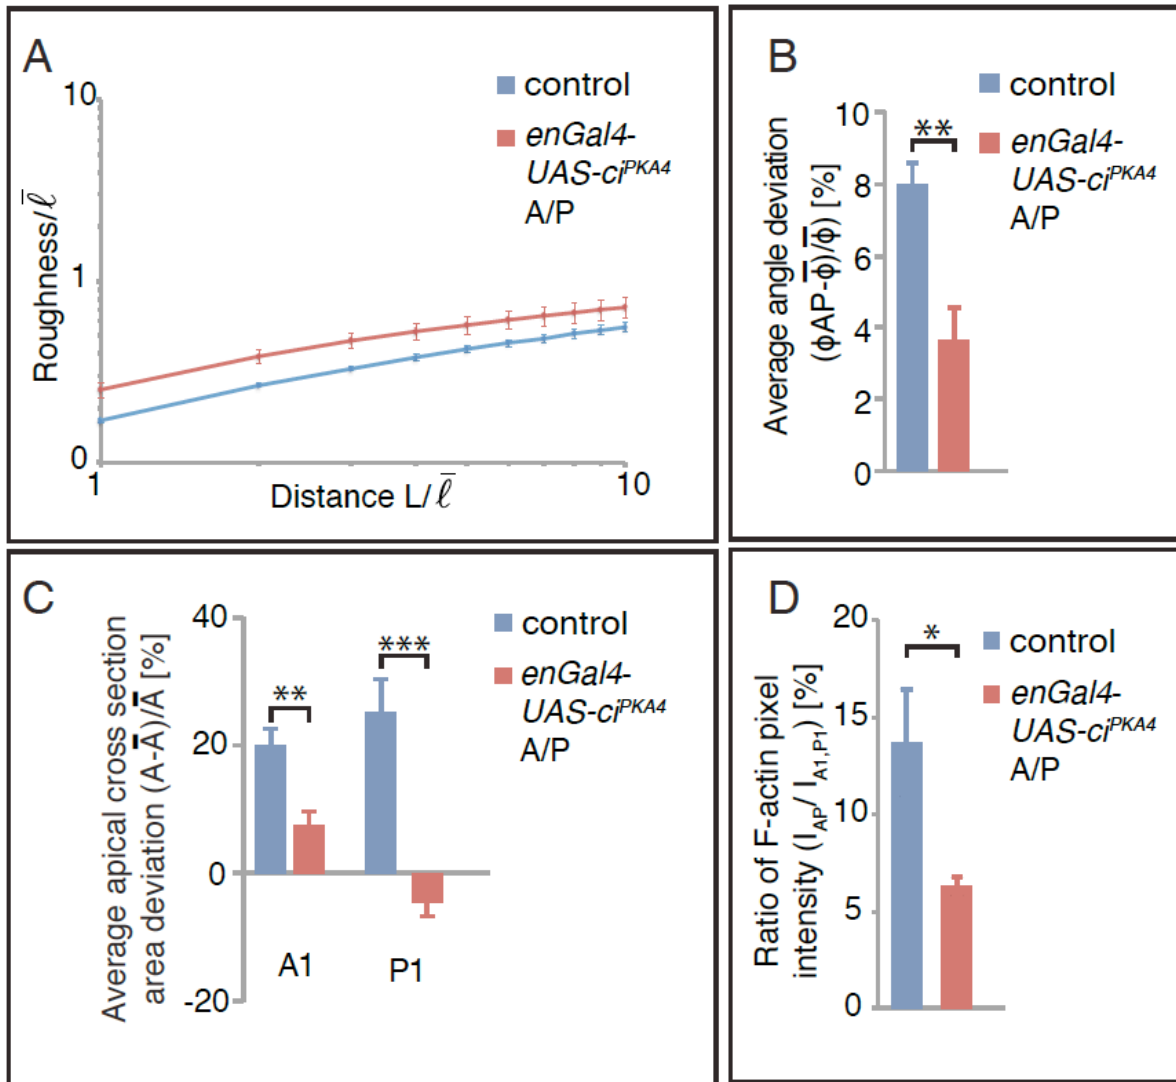 A
control
enGal4-
UAS-ci^PKA4
A/P
10
1
0
Roughness/ℓ̅
1
10
Distance L/ℓ̅
B
control
enGal4-
UAS-ci^PKA4
A/P
**
10
8
6
4
2
0
Average angle deviation
(ϕAP-ϕ̅)/ϕ̅) [%]
C
control
enGal4-
UAS-ci^PKA4
A/P
**
***
40
20
0
-20
A1
P1
Average apical cross section
area deviation (A-A̅)/A̅ [%]
D
control
enGal4-
UAS-ci^PKA4
A/P
*
20
15
10
5
0
Ratio of F-actin pixel
intensity (I_AP/ I_A1,P1) [%]